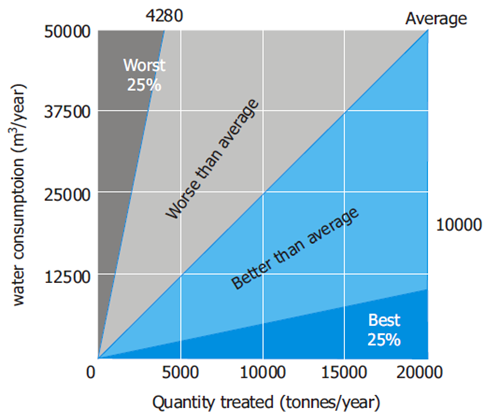 4280
Average
50000
Worst
25%
37500
Worse than average
water consumptoion (m³/year)
25000
10000
Better than average
12500
Best
25%
0
5000
10000
15000
20000
Quantity treated (tonnes/year)